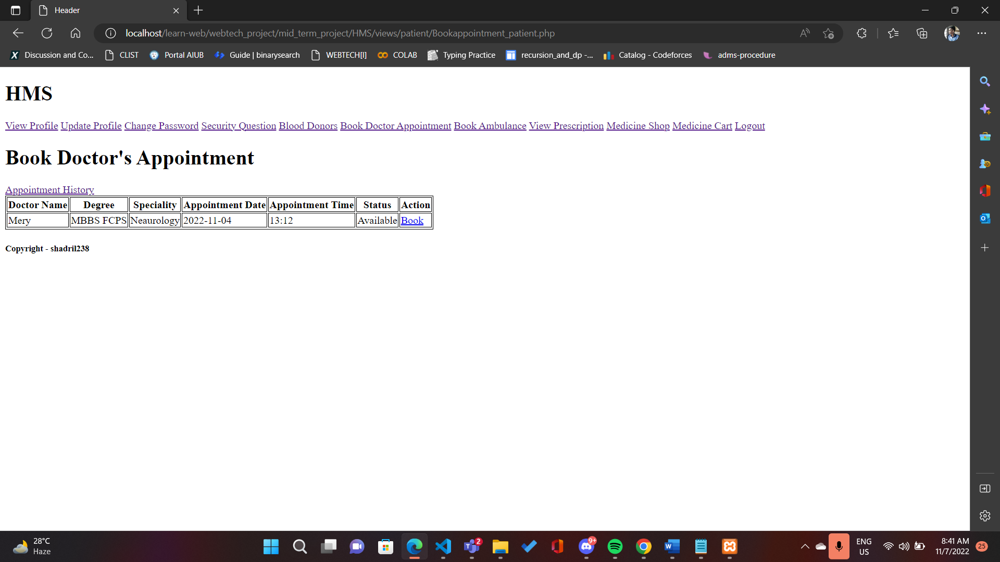 Header
localhost/learn-web/webtech_project/mid_term_project/HMS/views/patient/Bookappointment_patient.php
Discussion and Co... CLIST Portal AIUB Guide | binarysearch WEBTECH[I] COLAB Typing Practice recursion_and_dp -... Catalog - Codeforces adms-procedure
HMS
View Profile Update Profile Change Password Security Question Blood Donors Book Doctor Appointment Book Ambulance View Prescription Medicine Shop Medicine Cart Logout
Book Doctor's Appointment
Appointment History
Doctor Name Degree Speciality Appointment Date Appointment Time Status Action
Mery MBBS FCPS Neaurology 2022-11-04 13:12 Available Book
Copyright - shadril238
28°C
Haze
2
9+
ENG
US
8:41 AM
11/7/2022
25